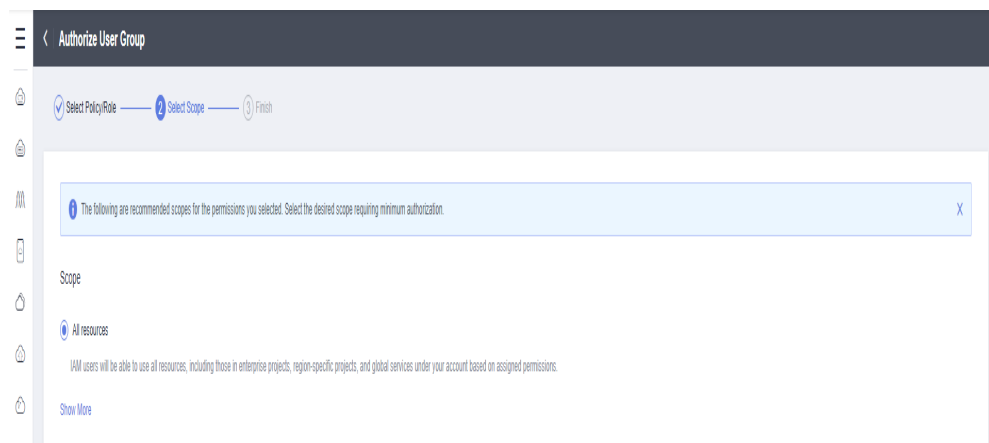 Authorize User Group
Select Policy/Role 2 Select Scope 3 Finish
The following are recommended scopes for the permissions you selected. Select the desired scope requiring minimum authorization.
Scope
All resources
IAM users will be able to use all resources, including those in enterprise projects, region-specific projects, and global services under your account based on assigned permissions.
Show More